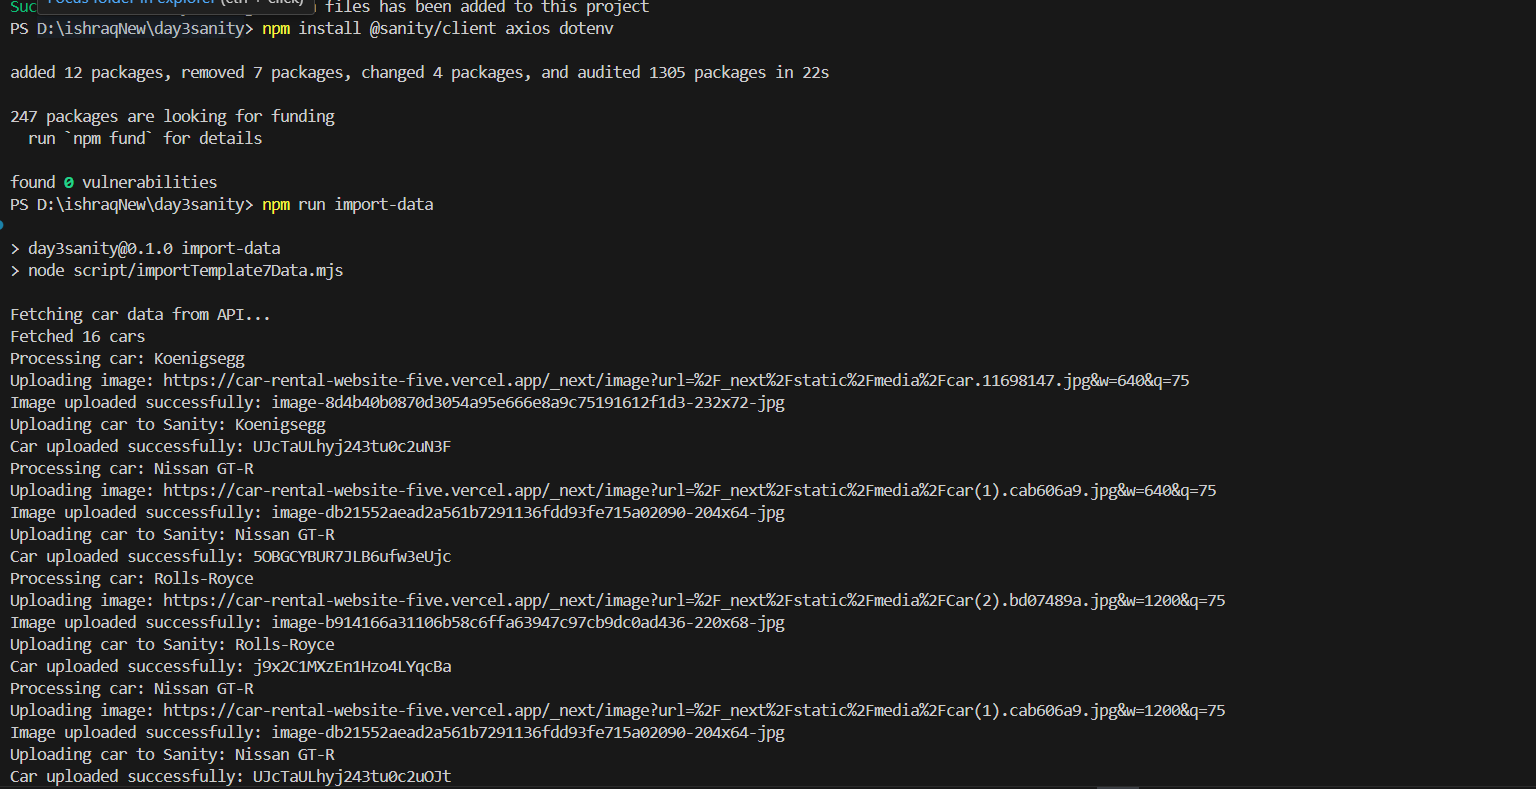 Suc files has been added to this project
Focus folder in explorer (ctrl + click)
PS D:\ishraqNew\day3sanity> npm install @sanity/client axios dotenv
added 12 packages, removed 7 packages, changed 4 packages, and audited 1305 packages in 22s
247 packages are looking for funding
run `npm fund` for details
found 0 vulnerabilities
PS D:\ishraqNew\day3sanity> npm run import-data
> day3sanity@0.1.0 import-data
> node script/importTemplate7Data.mjs
Fetching car data from API...
Fetched 16 cars
Processing car: Koenigsegg
Uploading image: https://car-rental-website-five.vercel.app/_next/image?url=%2F_next%2Fstatic%2Fmedia%2Fcar.11698147.jpg&w=640&q=75
Image uploaded successfully: image-8d4b40b0870d3054a95e666e8a9c75191612f1d3-232x72-jpg
Uploading car to Sanity: Koenigsegg
Car uploaded successfully: UJcTaULhyj243tu0c2uN3F
Processing car: Nissan GT-R
Uploading image: https://car-rental-website-five.vercel.app/_next/image?url=%2F_next%2Fstatic%2Fmedia%2Fcar(1).cab606a9.jpg&w=640&q=75
Image uploaded successfully: image-db21552aead2a561b7291136fdd93fe715a02090-204x64-jpg
Uploading car to Sanity: Nissan GT-R
Car uploaded successfully: 5OBGCYBUR7JLB6ufw3eUjc
Processing car: Rolls-Royce
Uploading image: https://car-rental-website-five.vercel.app/_next/image?url=%2F_next%2Fstatic%2Fmedia%2FCar(2).bd07489a.jpg&w=1200&q=75
Image uploaded successfully: image-b914166a31106b58c6ffa63947c97cb9dc0ad436-220x68-jpg
Uploading car to Sanity: Rolls-Royce
Car uploaded successfully: j9x2C1MXzEn1Hzo4LYqcBa
Processing car: Nissan GT-R
Uploading image: https://car-rental-website-five.vercel.app/_next/image?url=%2F_next%2Fstatic%2Fmedia%2Fcar(1).cab606a9.jpg&w=1200&q=75
Image uploaded successfully: image-db21552aead2a561b7291136fdd93fe715a02090-204x64-jpg
Uploading car to Sanity: Nissan GT-R
Car uploaded successfully: UJcTaULhyj243tu0c2uOJt